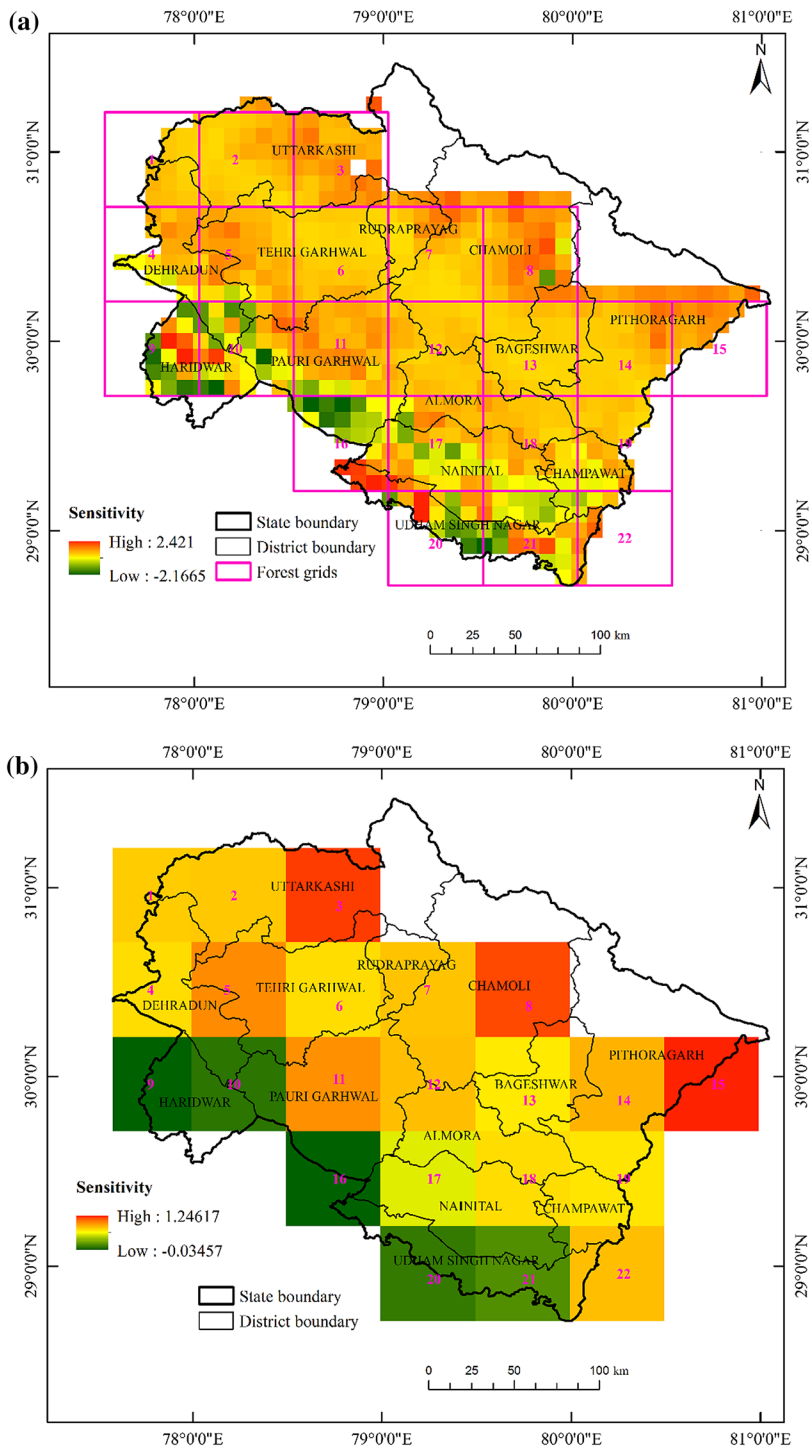 (a)
78°0'0"E 79°0'0"E 80°0'0"E 81°0'0"E
N
31°0'0"N 31°0'0"N
UTTARKASHI
1 2 3
RUDRAPRAYAG
TEHRI GARHWAL CHAMOLI
4 5 6 7 8
DEHRADUN
PITHORAGARH
30°0'0"N 30°0'0"N
9 10 11 12 13 14 15
HARIDWAR PAURI GARHWAL BAGESHWAR
ALMORA
16 17 18 19
NAINITAL CHAMPAWAT
Sensitivity
High : 2.421
Low : -2.1665
State boundary
District boundary
Forest grids
29°0'0"N 29°0'0"N
UDHAM SINGH NAGAR
20 21 22
0 25 50 100 km
78°0'0"E 79°0'0"E 80°0'0"E 81°0'0"E
(b)
78°0'0"E 79°0'0"E 80°0'0"E 81°0'0"E
N
31°0'0"N 31°0'0"N
UTTARKASHI
1 2 3
RUDRAPRAYAG
TEHRI GARHWAL CHAMOLI
4 5 6 7 8
DEHRADUN
PITHORAGARH
30°0'0"N 30°0'0"N
9 10 11 12 13 14 15
HARIDWAR PAURI GARHWAL BAGESHWAR
ALMORA
16 17 18 19
NAINITAL CHAMPAWAT
Sensitivity
High : 1.24617
Low : -0.03457
State boundary
District boundary
29°0'0"N 29°0'0"N
UDHAM SINGH NAGAR
20 21 22
0 25 50 100 km
78°0'0"E 79°0'0"E 80°0'0"E 81°0'0"E